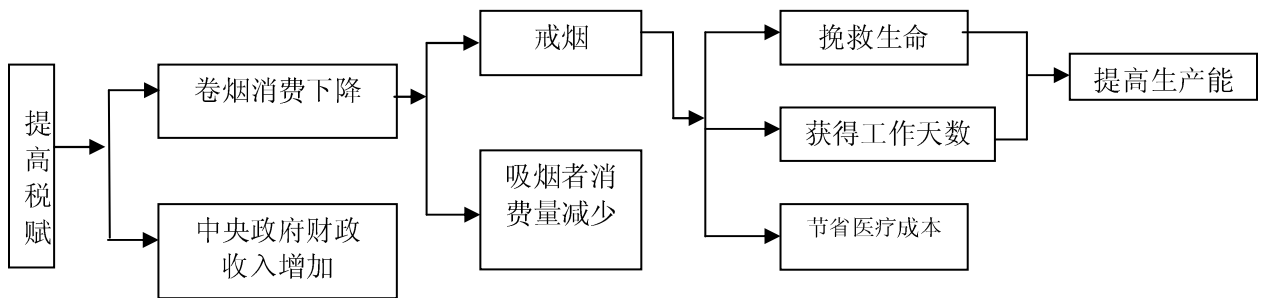 提高税赋
卷烟消费下降
中央政府财政
收入增加
戒烟
吸烟者消
费量减少
挽救生命
获得工作天数
节省医疗成本
提高生产能